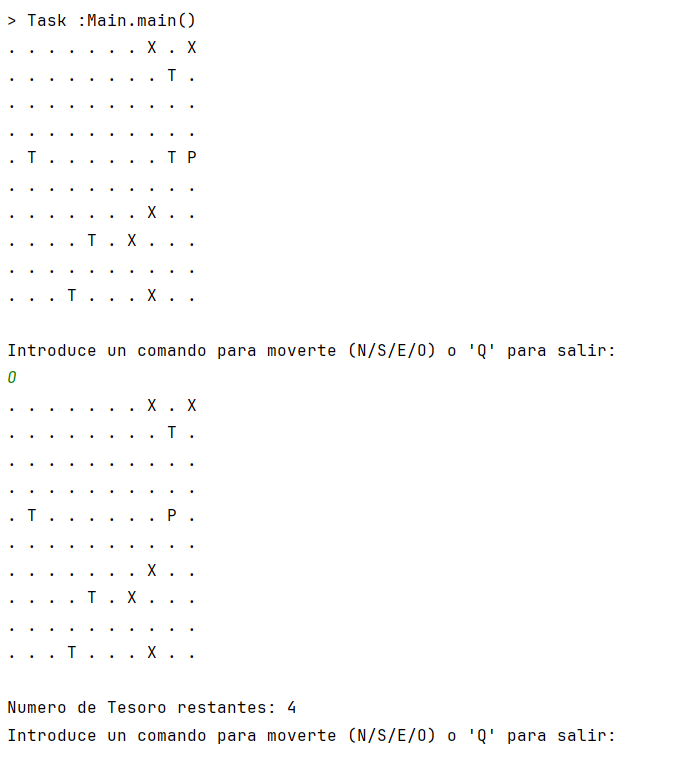 > Task :Main.main()
. . . . . . . X . X
. . . . . . . . T .
. . . . . . . . . .
. . . . . . . . . .
. T . . . . . . T P
. . . . . . . . . .
. . . . . . . X . .
. . . . T . X . . .
. . . . . . . . . .
. . . T . . . X . .
Introduce un comando para moverte (N/S/E/O) o 'Q' para salir:
O
. . . . . . . X . X
. . . . . . . . T .
. . . . . . . . . .
. . . . . . . . . .
. T . . . . . . P .
. . . . . . . . . .
. . . . . . . X . .
. . . . T . X . . .
. . . . . . . . . .
. . . T . . . X . .
Numero de Tesoro restantes: 4
Introduce un comando para moverte (N/S/E/O) o 'Q' para salir: